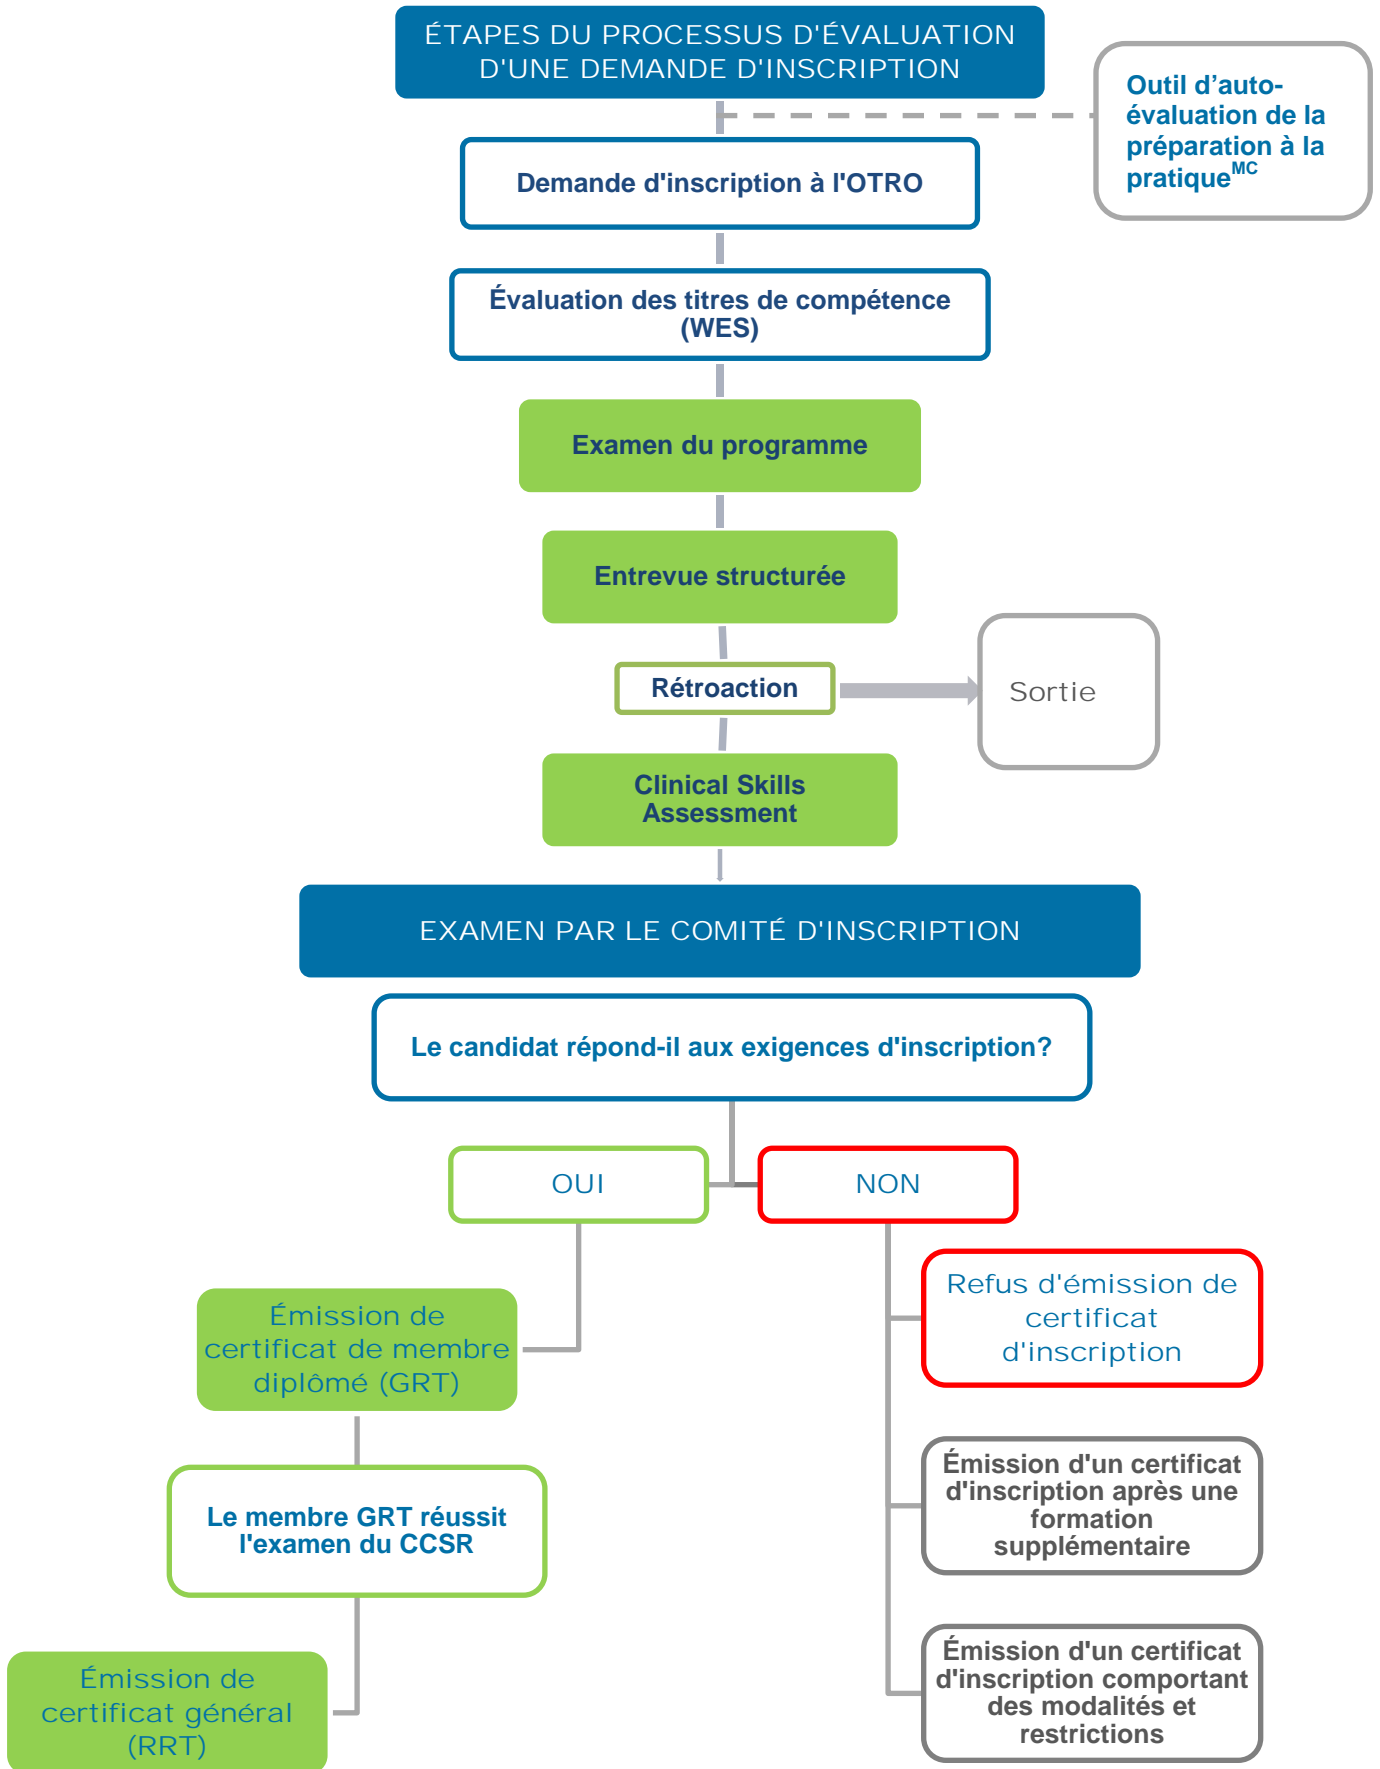 ÉTAPES DU PROCESSUS D'ÉVALUATION
D'UNE DEMANDE D'INSCRIPTION
Outil d’auto-
évaluation de la
préparation à la
pratiqueMC
Demande d'inscription à l'OTRO
Évaluation des titres de compétence
(WES)
Examen du programme
Entrevue structurée
Rétroaction
Sortie
Clinical Skills
Assessment
EXAMEN PAR LE COMITÉ D'INSCRIPTION
Le candidat répond-il aux exigences d'inscription?
OUI
NON
Refus d'émission de
certificat
d'inscription
Émission de
certificat de membre
diplômé (GRT)
Émission d'un certificat
d'inscription après une
formation
supplémentaire
Le membre GRT réussit
l'examen du CCSR
Émission d'un certificat
d'inscription comportant
des modalités et
restrictions
Émission de
certificat général
(RRT)